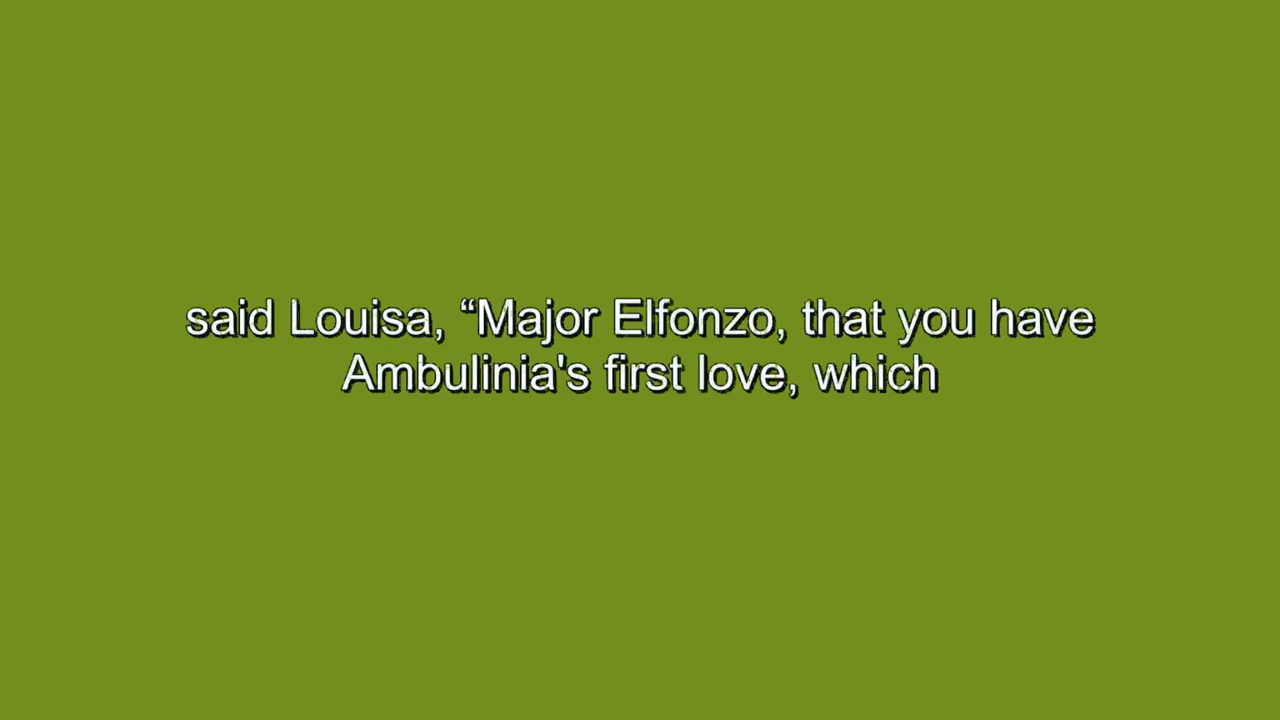 said Louisa, “Major Elfonzo, that you have
Ambulinia's first love, which